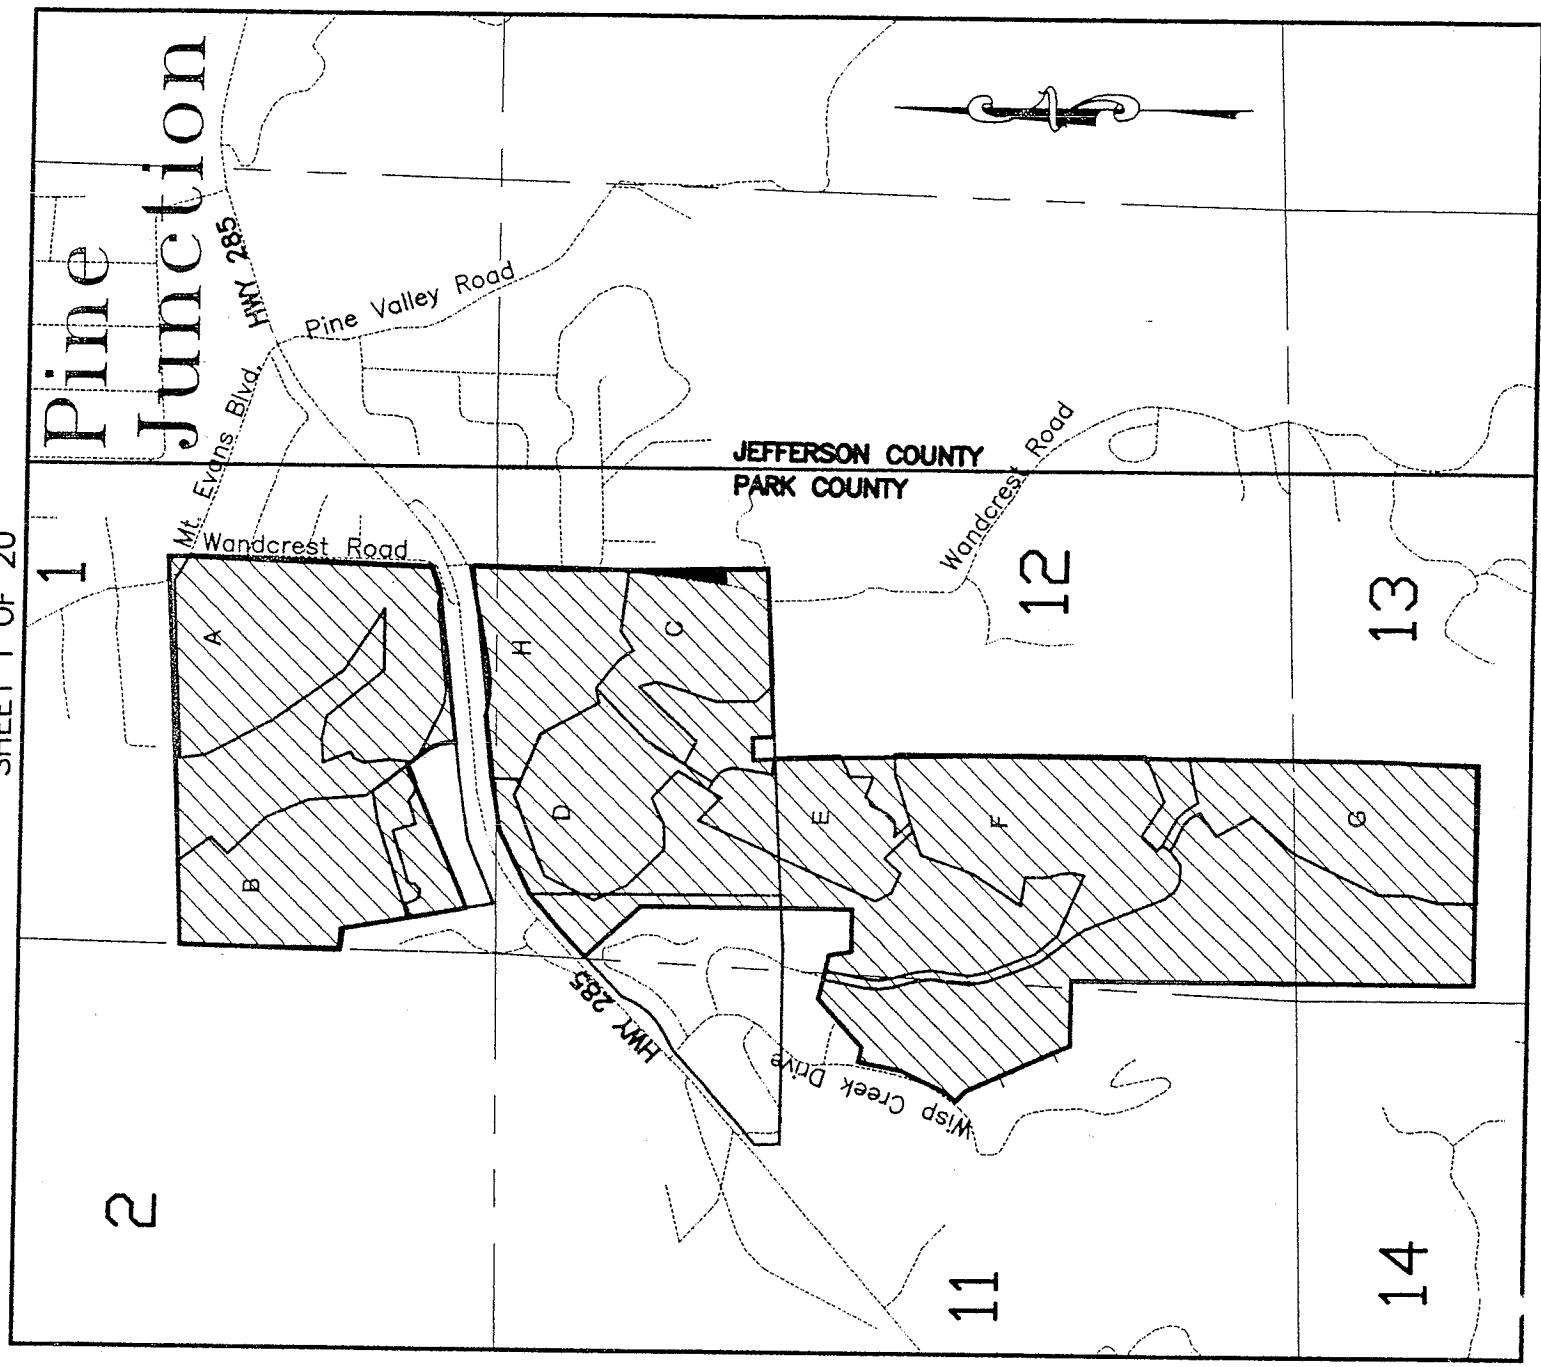 SHEET 1 OF 20
Pine
Junction
HWY 285
Mt. Evans Blvd.
Pine Valley Road
JEFFERSON COUNTY
PARK COUNTY
Wandcrest Road
Wandcrest Road
1
A
H
C
12
13
B
D
E
F
G
HWY 285
Wisp Creek Drive
2
11
14